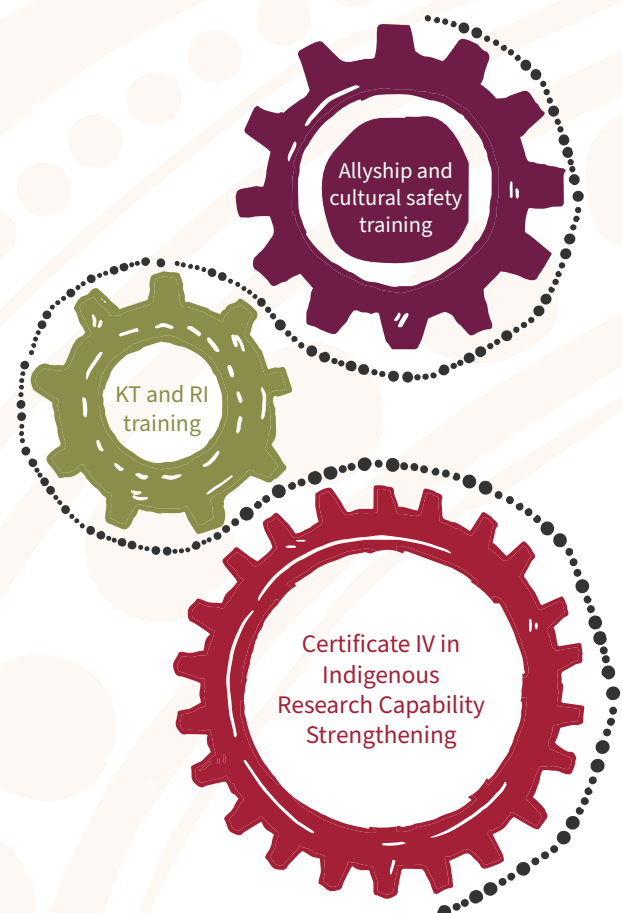 Allyship and
cultural safety
training
KT and RI
training
Certificate IV in
Indigenous
Research Capability
Strengthening